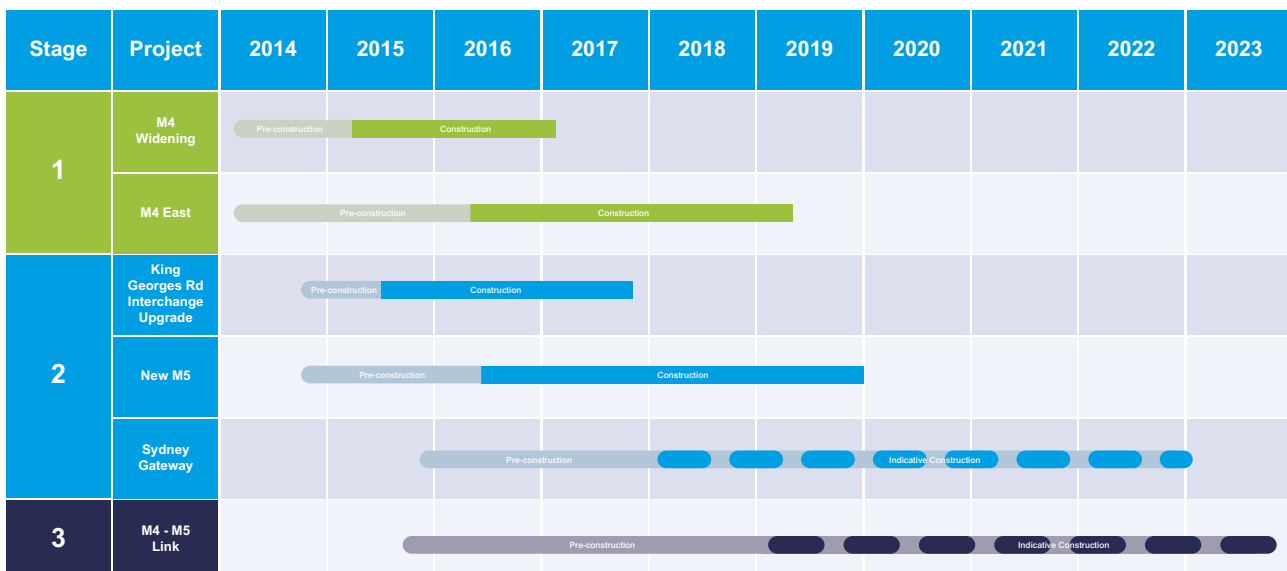 Stage Project 2014 2015 2016 2017 2018 2019 2020 2021 2022 2023
1
M4
Widening
Pre-construction Construction
M4 East
Pre-construction Construction
2
King
Georges Rd
Interchange
Upgrade
Pre-construction Construction
New M5
Pre-construction Construction
Sydney
Gateway
Pre-construction Indicative Construction
3
M4 - M5
Link
Pre-construction Indicative Construction